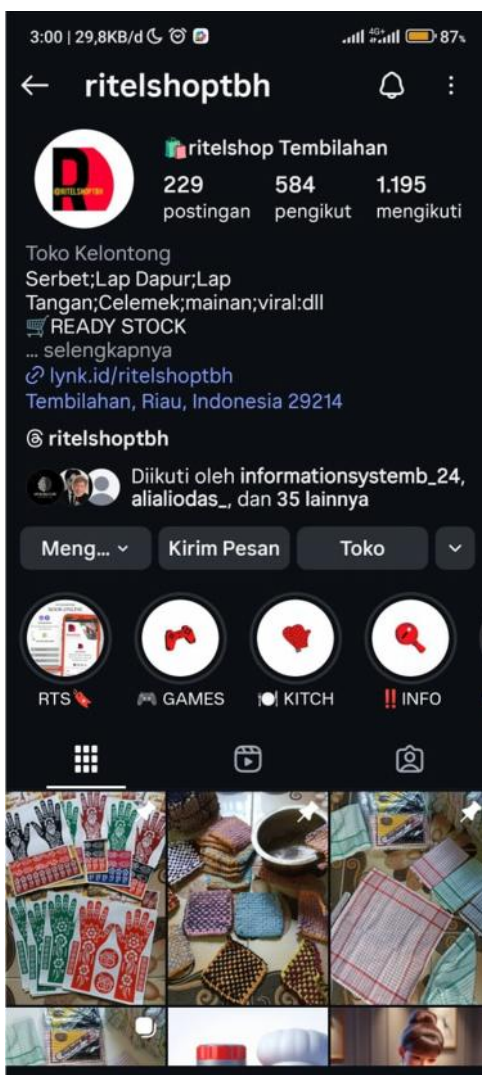 3:00 | 29,8KB/d 4G+ 87%
ritelshoptbh
@RITELSHOPTBH
🛍️ritelshop Tembilahan
229 584 1.195
postingan pengikut mengikuti
Toko Kelontong
Serbet;Lap Dapur;Lap
Tangan;Celemek;mainan;viral:dll
🛒READY STOCK
... selengkapnya
lynk.id/ritelshoptbh
Tembilahan, Riau, Indonesia 29214
ritelshoptbh
Diikuti oleh informationsystemb_24,
alialiodas_, dan 35 lainnya
Meng... Kirim Pesan Toko
RTS🔖 🎮 GAMES 🍽️ KITCH ‼️ INFO